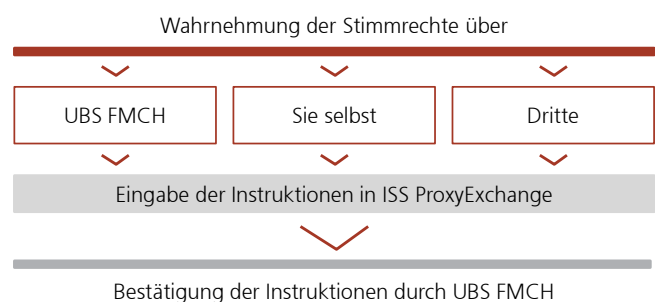 Wahrnehmung der Stimmrechte über
UBS FMCH
Sie selbst
Dritte
Eingabe der Instruktionen in ISS ProxyExchange
Bestätigung der Instruktionen durch UBS FMCH